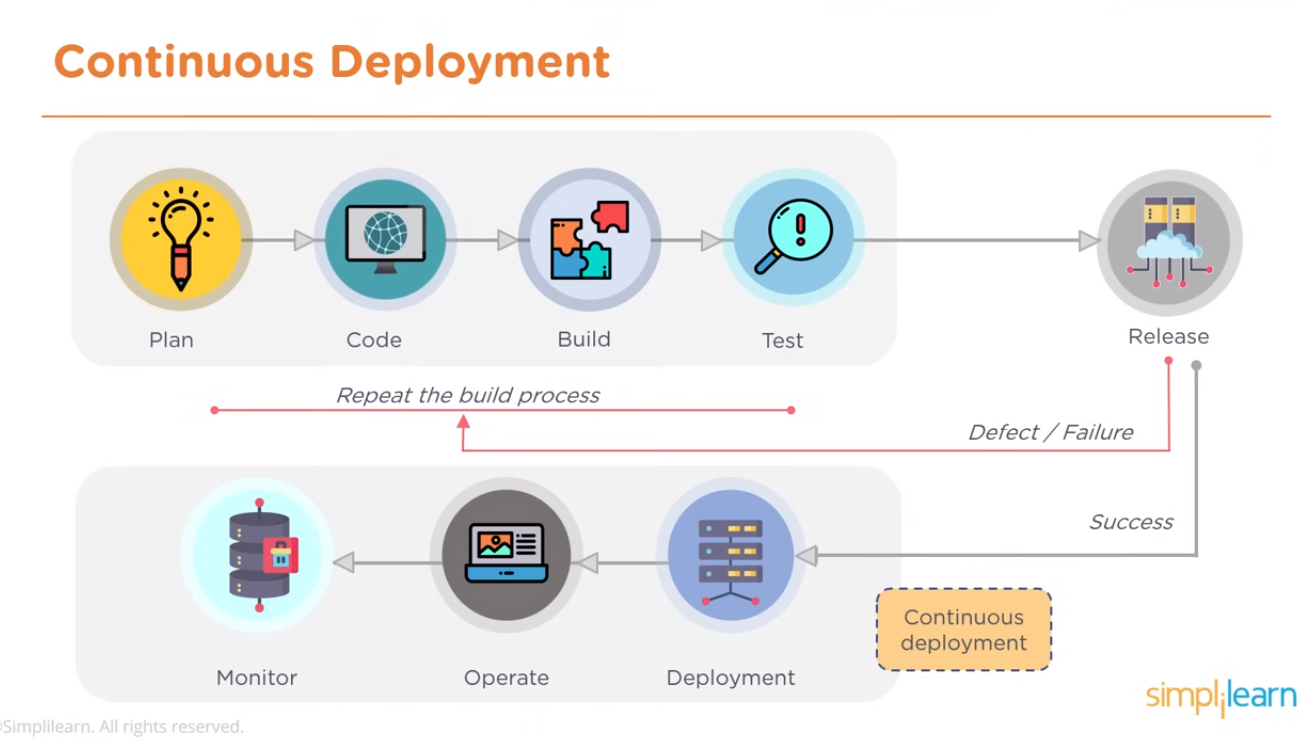 Continuous Deployment
Plan
Code
Build
Test
Release
Repeat the build process
Defect / Failure
Success
Continuous
deployment
Monitor
Operate
Deployment
simplilearn
©Simplilearn. All rights reserved.